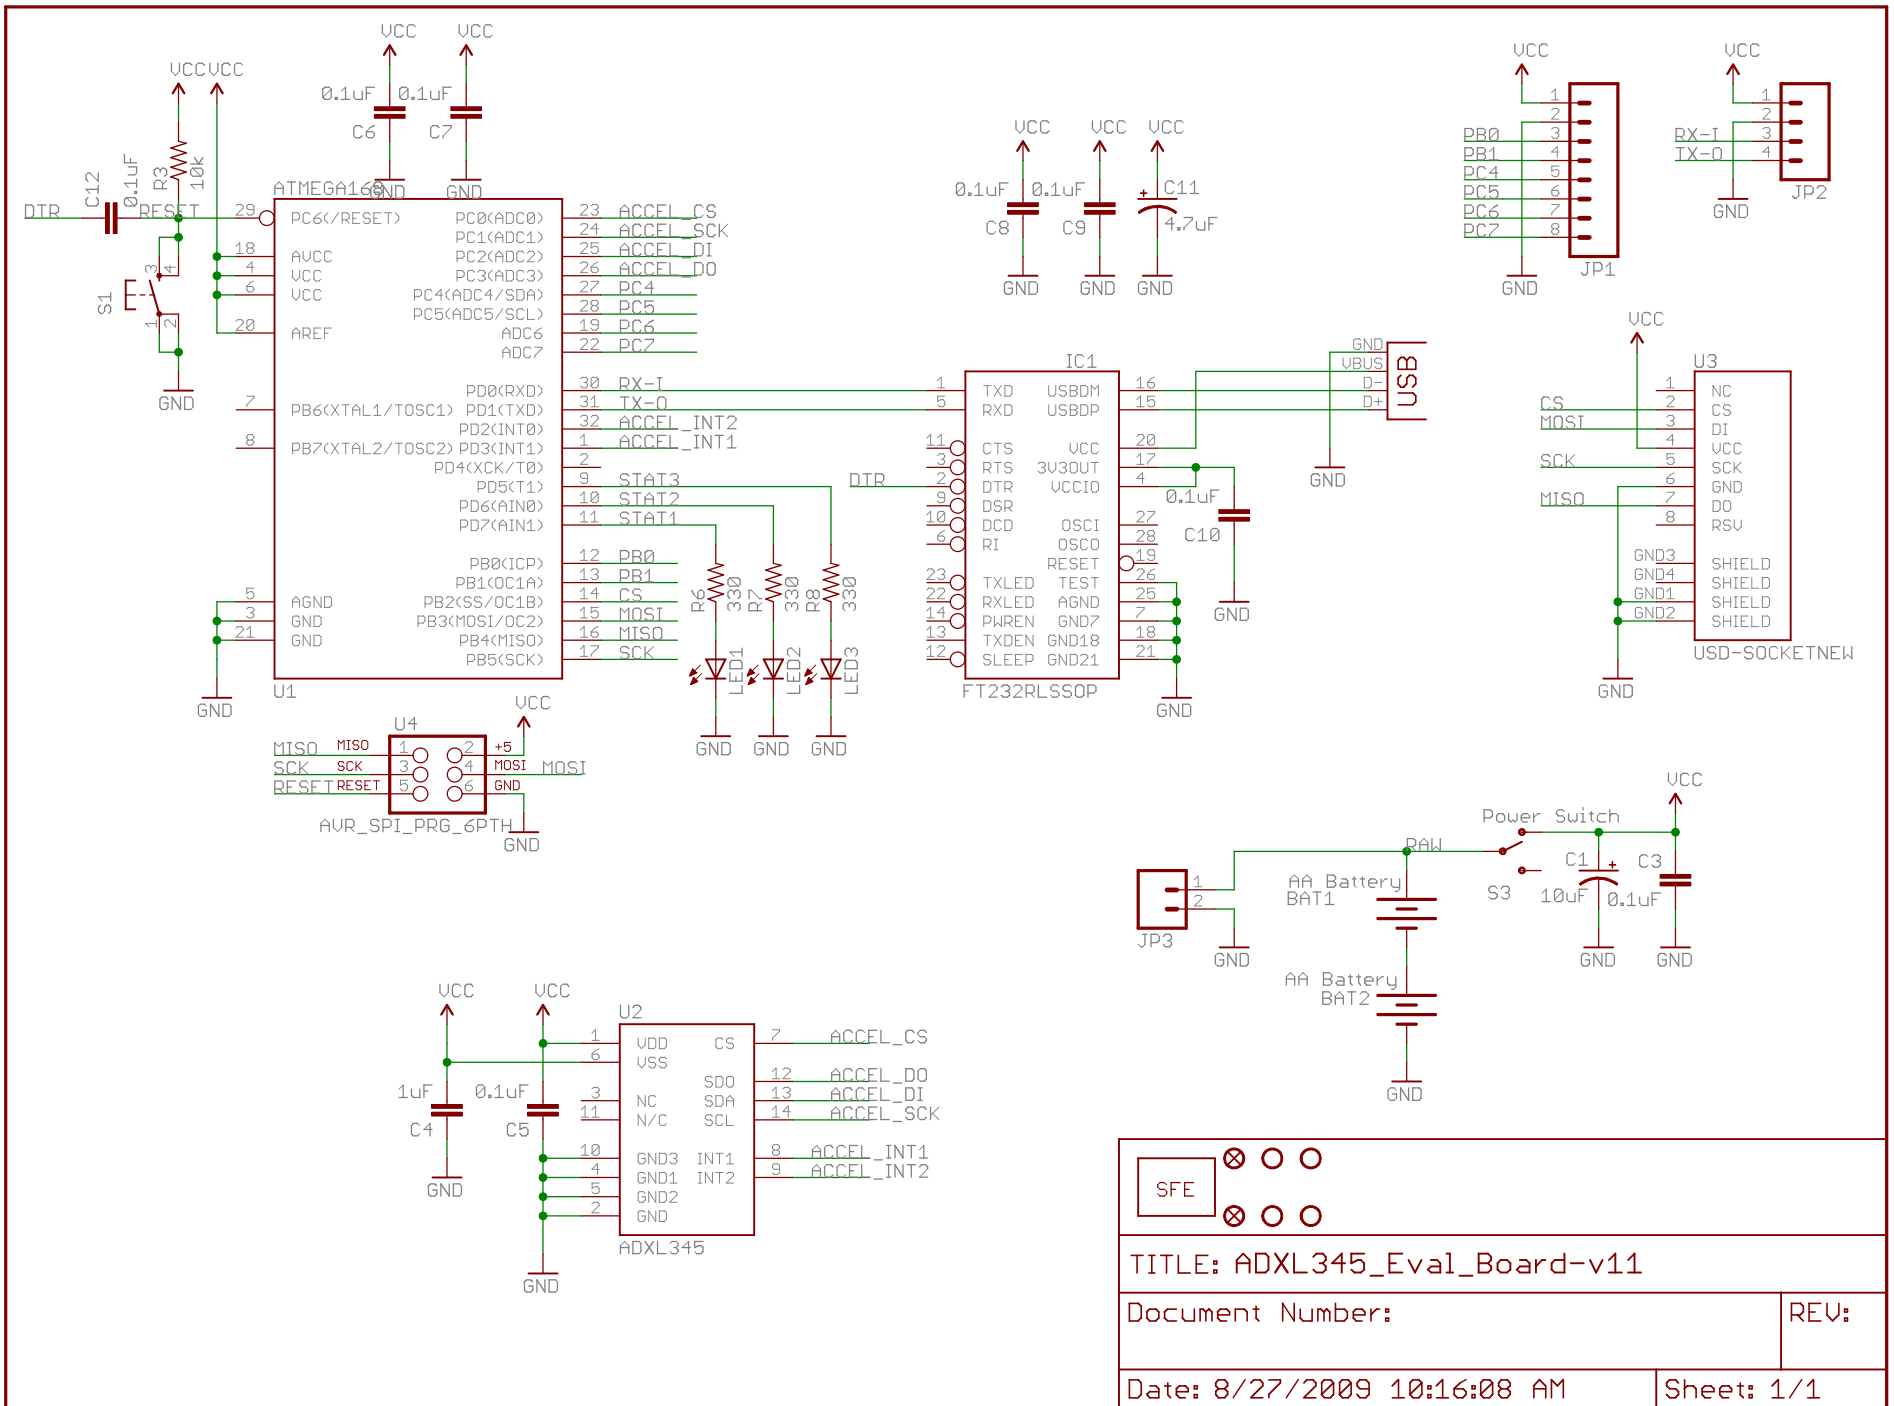 VCC VCC
VCC VCC
0.1uF 0.1uF
C6 C7
GND GND
R3 10k
C12 0.1uF
DTR RESET
S1
3 4
1 2
GND
ATMEGA168
29 PC6(/RESET) PC0(ADC0) 23 ACCEL_CS
PC1(ADC1) 24 ACCEL_SCK
18 AVCC PC2(ADC2) 25 ACCEL_DI
4 VCC PC3(ADC3) 26 ACCEL_DO
6 VCC PC4(ADC4/SDA) 27 PC4
PC5(ADC5/SCL) 28 PC5
20 AREF ADC6 19 PC6
ADC7 22 PC7
PD0(RXD) 30 RX-I
7 PB6(XTAL1/TOSC1) PD1(TXD) 31 TX-O
PD2(INT0) 32 ACCEL_INT2
8 PB7(XTAL2/TOSC2) PD3(INT1) 1 ACCEL_INT1
PD4(XCK/T0) 2
PD5(T1) 9 STAT3
PD6(AIN0) 10 STAT2
PD7(AIN1) 11 STAT1
PB0(ICP) 12 PB0
PB1(OC1A) 13 PB1
5 AGND PB2(SS/OC1B) 14 CS
3 GND PB3(MOSI/OC2) 15 MOSI
21 GND PB4(MISO) 16 MISO
PB5(SCK) 17 SCK
U1
GND
R6 330 R7 330 R8 330
LED1 LED2 LED3
GND GND GND
U4 VCC
MISO MISO 1 2 +5
SCK SCK 3 4 MOSI MOSI
RESET RESET 5 6 GND
AVR_SPI_PRG_6PTH
GND
VCC VCC VCC
0.1uF 0.1uF + C11
C8 C9 4.7uF
GND GND GND
IC1
1 TXD USBDM 16
5 RXD USBDP 15
11 CTS VCC 20
3 RTS 3V3OUT 17
DTR 2 DTR VCCIO 4
9 DSR
10 DCD OSCI 27
6 RI OSCO 28
RESET 19
23 TXLED TEST 26
22 RXLED AGND 25
14 PWREN GND7 7
13 TXDEN GND18 18
12 SLEEP GND21 21
FT232RLSSOP
GND
0.1uF
C10
GND
GND
VBUS
D-
D+
USB
GND
VCC
1
2
PB0 3
PB1 4
PC4 5
PC5 6
PC6 7
PC7 8
JP1
GND
VCC
1
2
RX-I 3
TX-O 4
JP2
GND
VCC
U3
1 NC
CS 2 CS
MOSI 3 DI
4 VCC
SCK 5 SCK
6 GND
MISO 7 DO
8 RSV
GND3 SHIELD
GND4 SHIELD
GND1 SHIELD
GND2 SHIELD
USD-SOCKETNEW
GND
VCC
Power Switch
RAW
S3
C1 + C3
10uF 0.1uF
GND GND
1
2
JP3
GND
AA Battery
BAT1
AA Battery
BAT2
GND
VCC VCC
U2
1 VDD CS 7 ACCEL_CS
6 VSS
SDO 12 ACCEL_DO
3 NC SDA 13 ACCEL_DI
11 N/C SCL 14 ACCEL_SCK
10 GND3 INT1 8 ACCEL_INT1
4 GND1 INT2 9 ACCEL_INT2
5 GND2
2 GND
ADXL345
1uF 0.1uF
C4 C5
GND
GND
SFE
TITLE: ADXL345_Eval_Board-v11
Document Number: REV:
Date: 8/27/2009 10:16:08 AM Sheet: 1/1